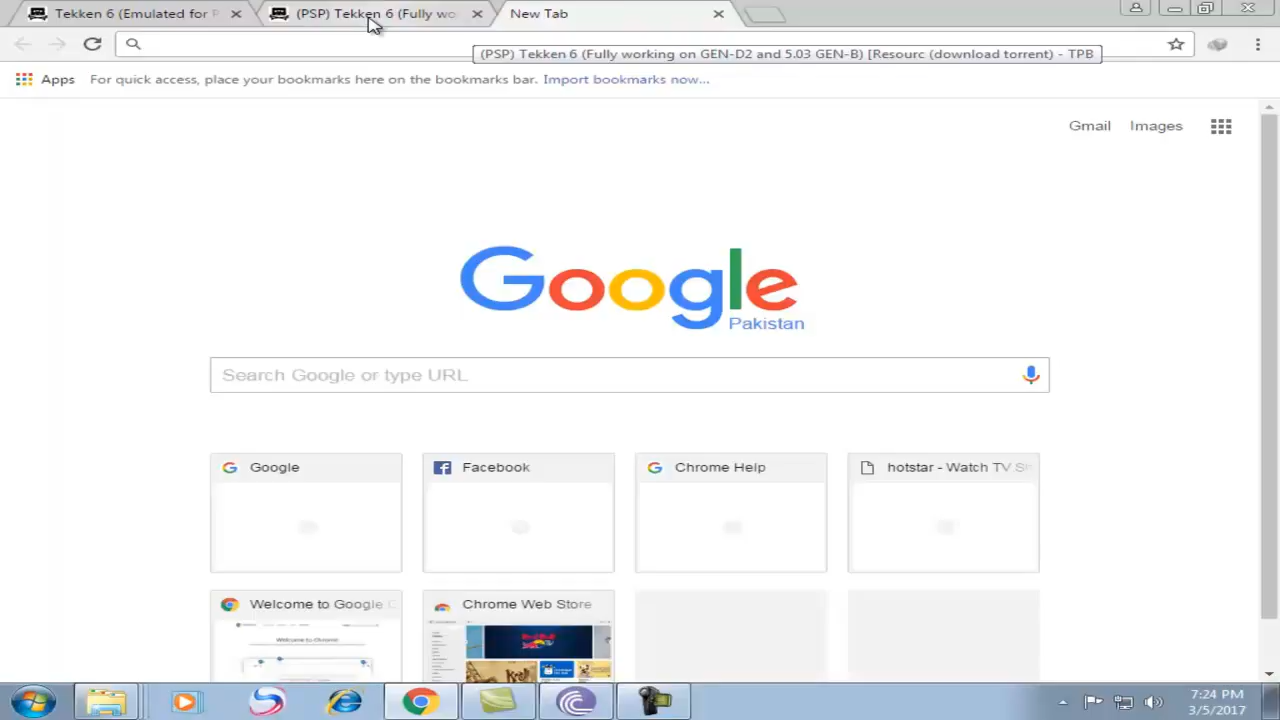 Tekken 6 (Emulated for P
(PSP) Tekken 6 (Fully wo
New Tab
(PSP) Tekken 6 (Fully working on GEN-D2 and 5.03 GEN-B) [Resourc (download torrent) - TPB
Apps
For quick access, place your bookmarks here on the bookmarks bar. Import bookmarks now...
Gmail Images
Google
Pakistan
Search Google or type URL
Google
Facebook
Chrome Help
hotstar - Watch TV S
Welcome to Google C
Chrome Web Store
Welcome to Chrome
7:24 PM
3/5/2017